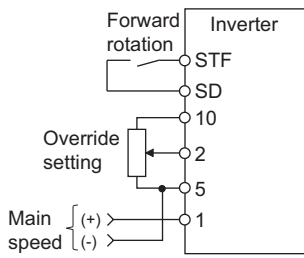 Forward
rotation
Inverter
STF
SD
10
Override
setting
2
5
Main
speed
(+)
(-)
1